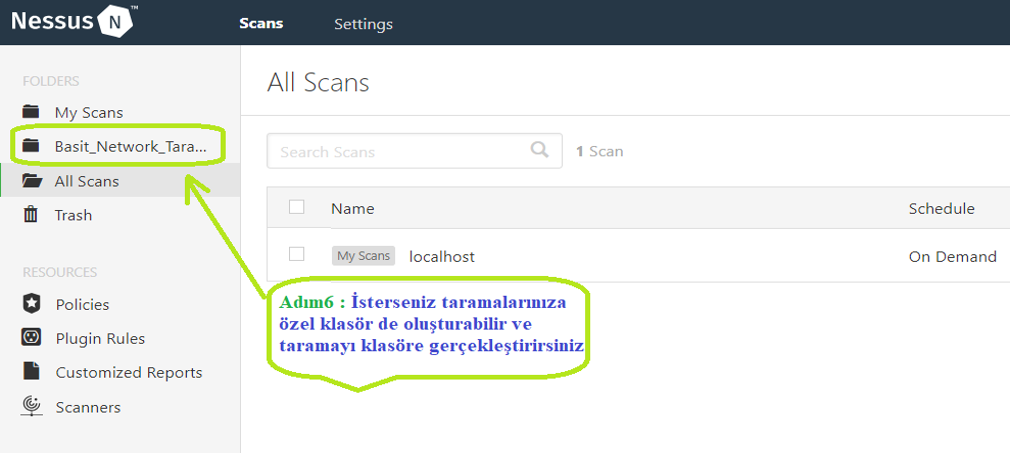 Nessus N ™
Scans Settings
FOLDERS
My Scans
Basit_Network_Tara...
All Scans
Trash
RESOURCES
Policies
Plugin Rules
Customized Reports
Scanners
All Scans
Search Scans 1 Scan
Name Schedule
My Scans localhost On Demand
Adım6 : İsterseniz taramalarınıza
özel klasör de oluşturabilir ve
taramayı klasöre gerçekleştirirsiniz